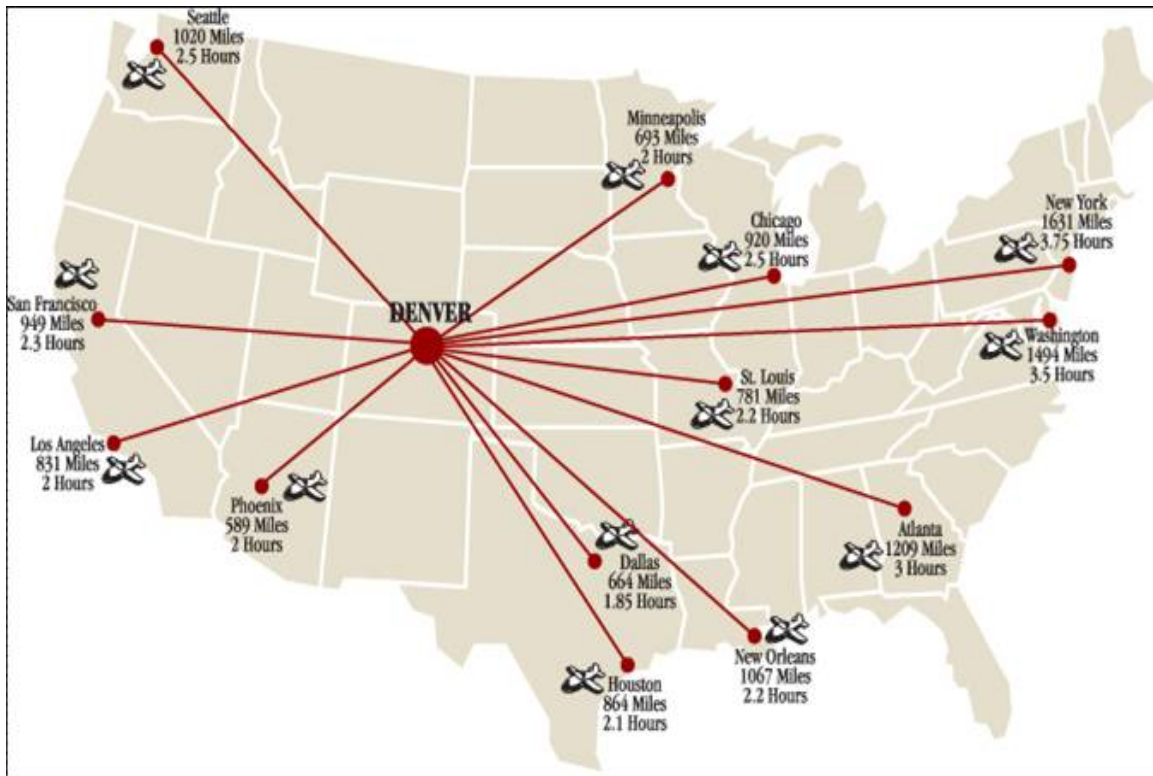 Seattle
1020 Miles
2.5 Hours
Minneapolis
693 Miles
2 Hours
Chicago
920 Miles
2.5 Hours
New York
1631 Miles
3.75 Hours
San Francisco
949 Miles
2.3 Hours
DENVER
Washington
1494 Miles
3.5 Hours
St. Louis
781 Miles
2.2 Hours
Los Angeles
831 Miles
2 Hours
Phoenix
589 Miles
2 Hours
Dallas
664 Miles
1.85 Hours
Atlanta
1209 Miles
3 Hours
New Orleans
1067 Miles
2.2 Hours
Houston
864 Miles
2.1 Hours